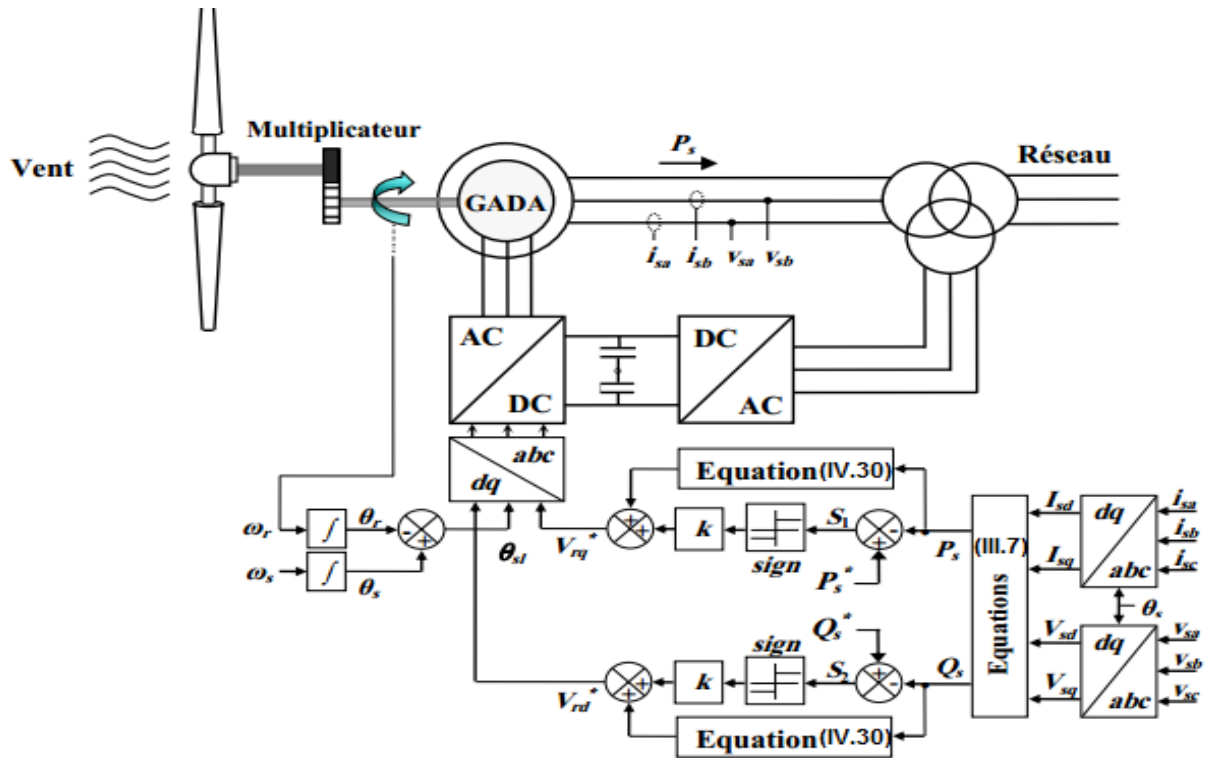 Vent
Multiplicateur
GADA
Pₛ
Réseau
iₛₐ iₛb vₛₐ vₛb
AC
DC
DC
AC
abc
dq
Equation(IV.30)
ωᵣ ∫ θᵣ - +
ωₛ ∫ θₛ
θₛₗ
Vᵣq* + + k sign S₁ - + Pₛ
Pₛ*
Equations (III.7)
Iₛd
Iₛq
dq
abc
iₛₐ
iₛb
iₛc
θₛ
Qₛ*
Vᵣd* + + k sign S₂ + - Qₛ
Vₛd
Vₛq
dq
abc
vₛₐ
vₛb
vₛc
Equation(IV.30)